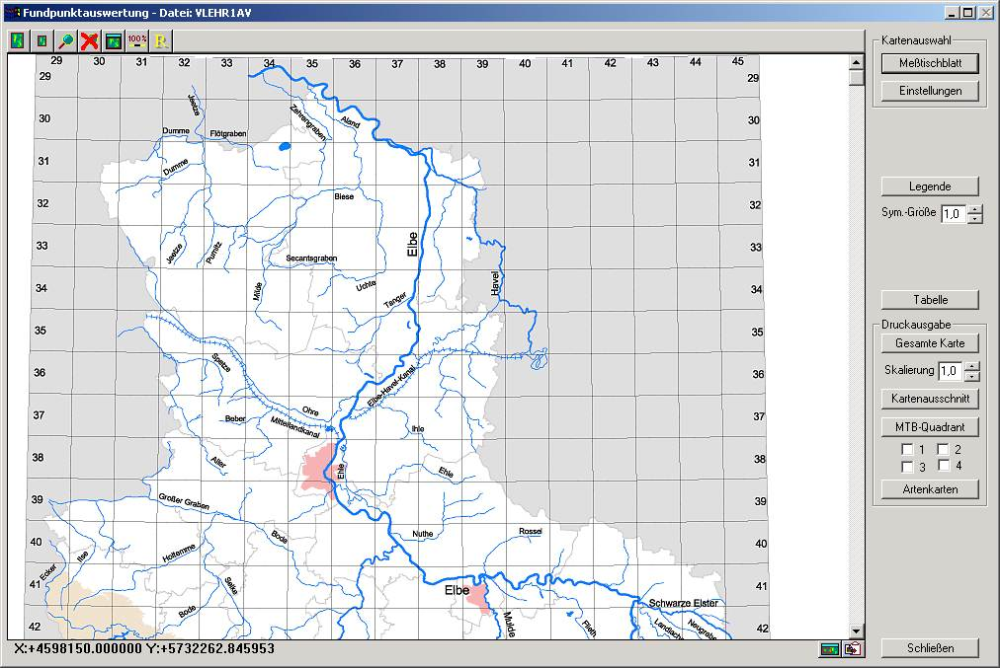 Fundpunktauswertung - Datei: VLEHR1AV
100%
R
29 30 31 32 33 34 35 36 37 38 39 40 41 42 43 44 45
29 29
30 30
31 31
32 32
33 33
34 34
35 35
36 36
37 37
38 38
39 39
40 40
41 41
42 42
Jeetze
Dumme
Flötgraben
Zehrengraben
Aland
Dumme
Biese
Jeetze
Purnitz
Elbe
Secantsgraben
Milde
Uchte
Tanger
Havel
Spetze
Elbe-Havel-Kanal
Ohre
Beber
Mittellandkanal
Ihle
Aller
Ehle
Ehle
Großer Graben
Bode
Nuthe
Rossel
Ecker
Ilse
Holtemme
Selke
Bode
Elbe
Mulde
Schwarze Elster
Fließ
Landlach
Neugrabe
X:+4598150.000000 Y:+5732262.845953
Kartenauswahl
Meßtischblatt
Einstellungen
Legende
Sym.-Größe 1,0
Tabelle
Druckausgabe
Gesamte Karte
Skalierung 1,0
Kartenausschnitt
MTB-Quadrant
1 2
3 4
Artenkarten
Schließen